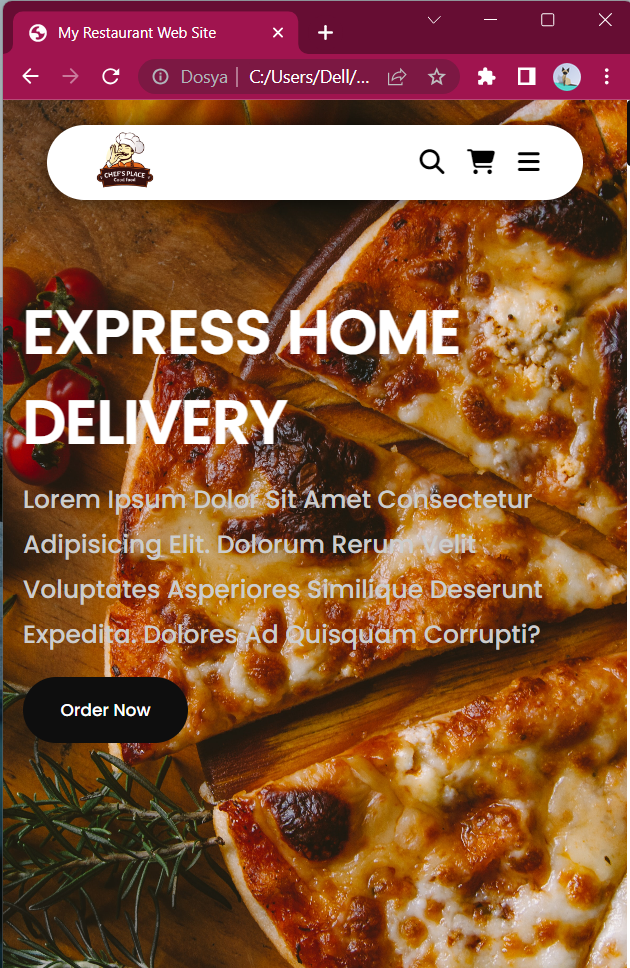 My Restaurant Web Site
Dosya | C:/Users/Dell/...
CHEF'S PLACE
Good food
EXPRESS HOME
DELIVERY
Lorem Ipsum Dolor Sit Amet Consectetur
Adipisicing Elit. Dolorum Rerum Velit
Voluptates Asperiores Similique Deserunt
Expedita. Dolores Ad Quisquam Corrupti?
Order Now